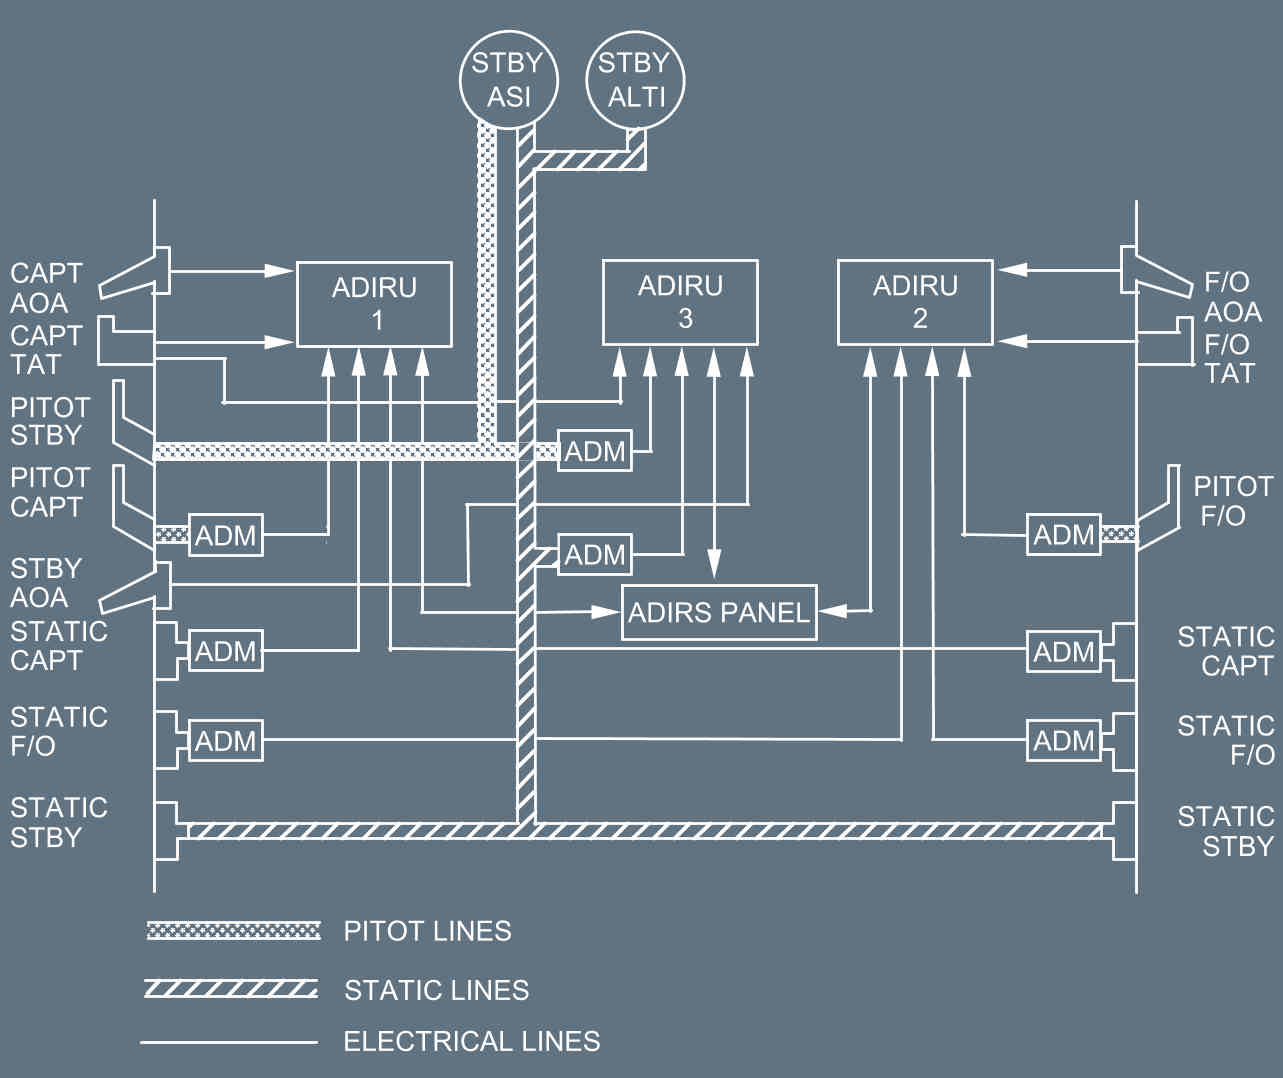 STBY
ASI
STBY
ALTI
CAPT
AOA
CAPT
TAT
PITOT
STBY
PITOT
CAPT
STBY
AOA
STATIC
CAPT
STATIC
F/O
STATIC
STBY
ADIRU
1
ADIRU
3
ADIRU
2
ADM
ADM
ADM
ADIRS PANEL
ADM
ADM
ADM
ADM
ADM
F/O
AOA
F/O
TAT
PITOT
F/O
STATIC
CAPT
STATIC
F/O
STATIC
STBY
PITOT LINES
STATIC LINES
ELECTRICAL LINES